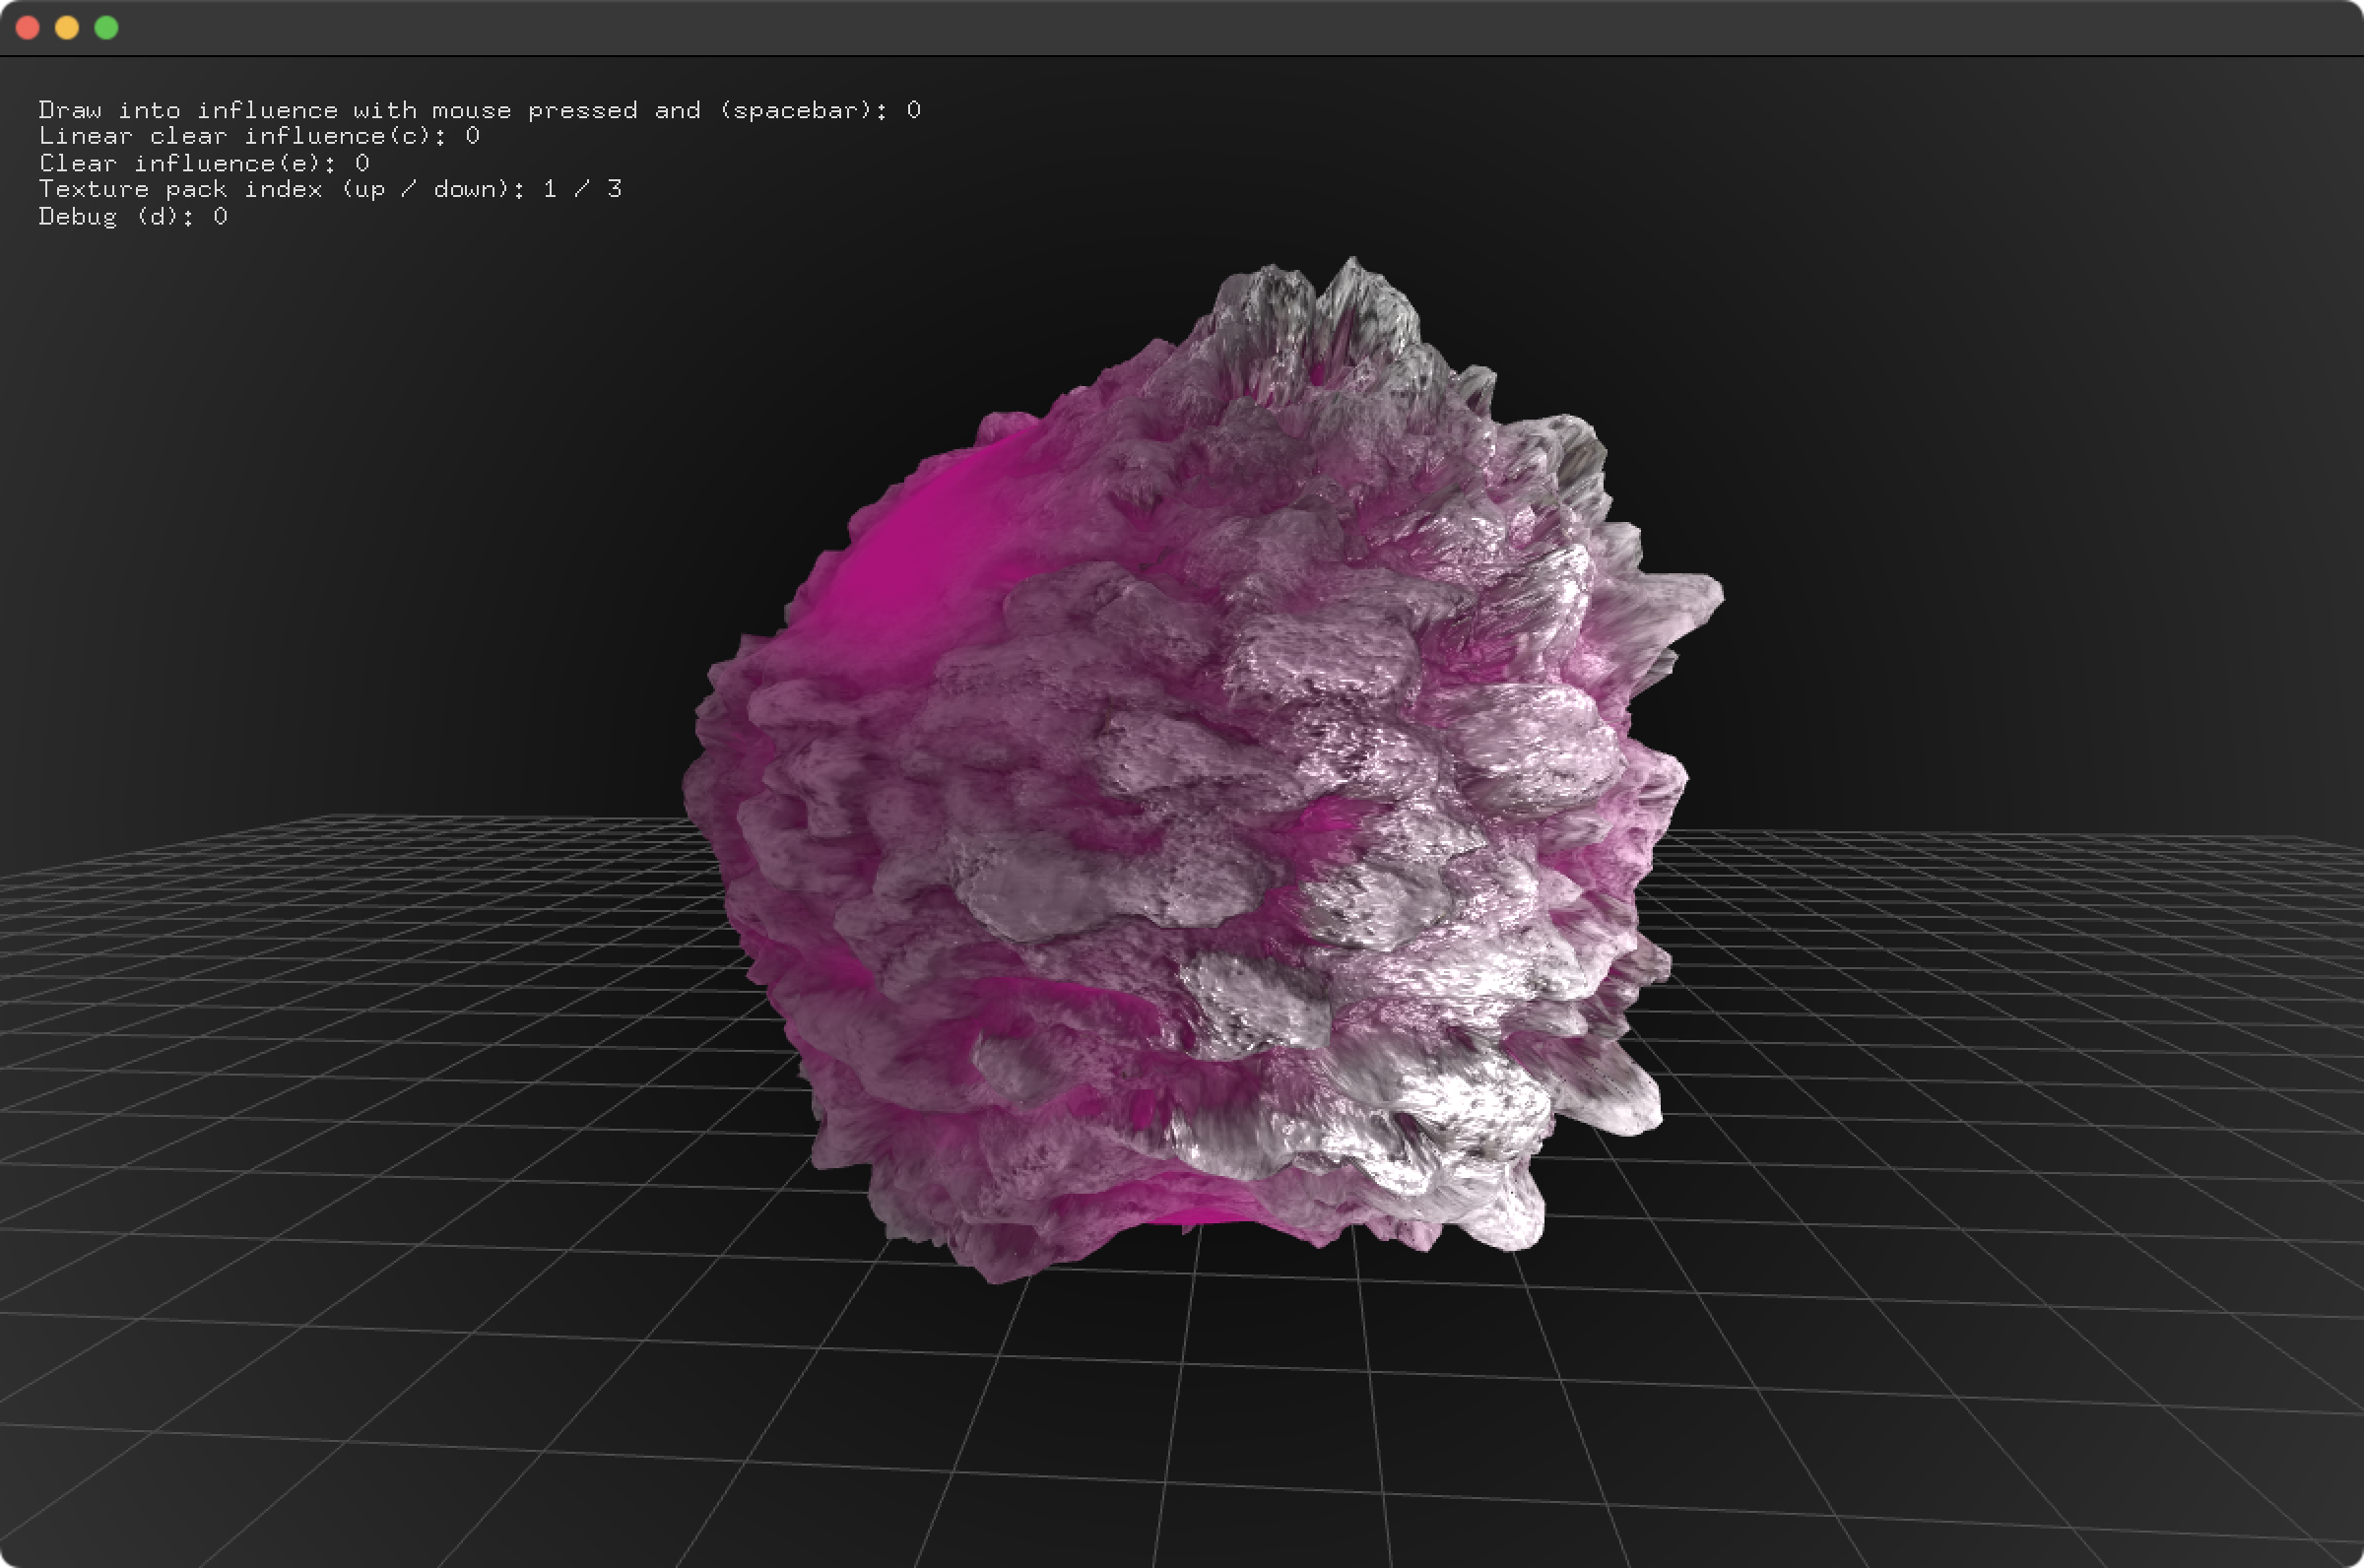 Draw into influence with mouse pressed and (spacebar): 0
Linear clear influence(c): 0
Clear influence(e): 0
Texture pack index (up / down): 1 / 3
Debug (d): 0